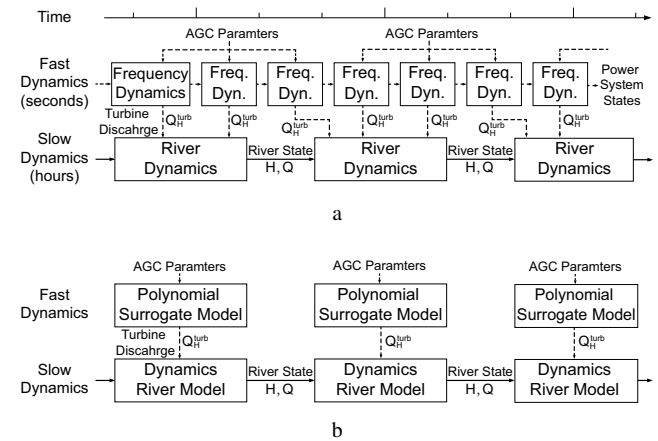 Time
AGC Paramters
AGC Paramters
Fast
Dynamics
(seconds)
Frequency
Dynamics
Freq.
Dyn.
Freq.
Dyn.
Freq.
Dyn.
Freq.
Dyn.
Freq.
Dyn.
Freq.
Dyn.
Power
System
States
Turbine
Discahrge
Q_H^turb
Q_H^turb
Q_H^turb
Q_H^turb
Q_H^turb
Q_H^turb
Q_H^turb
Slow
Dynamics
(hours)
River
Dynamics
River State
H, Q
River
Dynamics
River State
H, Q
River
Dynamics
a
AGC Paramters
AGC Paramters
AGC Paramters
Fast
Dynamics
Polynomial
Surrogate Model
Polynomial
Surrogate Model
Polynomial
Surrogate Model
Turbine
Discahrge
Q_H^turb
Q_H^turb
Q_H^turb
Slow
Dynamics
Dynamics
River Model
River State
H, Q
Dynamics
River Model
River State
H, Q
Dynamics
River Model
b